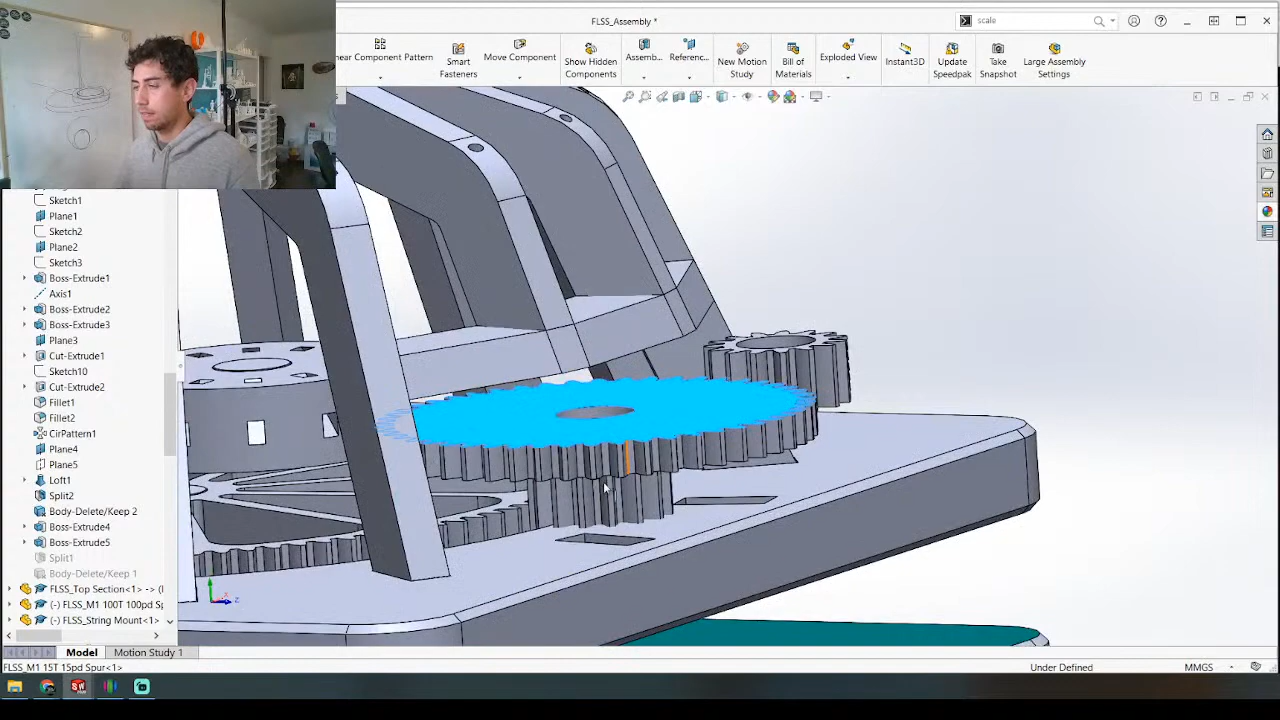 FLSS_Assembly *
scale
near Component Pattern
Smart Fasteners
Move Component
Show Hidden Components
Assemb...
Referenc...
New Motion Study
Bill of Materials
Exploded View
Instant3D
Update Speedpak
Take Snapshot
Large Assembly Settings
Sketch1
Plane1
Sketch2
Plane2
Sketch3
Boss-Extrude1
Axis1
Boss-Extrude2
Boss-Extrude3
Plane3
Cut-Extrude1
Sketch10
Cut-Extrude2
Fillet1
Fillet2
CirPattern1
Plane4
Plane5
Loft1
Split2
Body-Delete/Keep 2
Boss-Extrude4
Boss-Extrude5
Split1
Body-Delete/Keep 1
FLSS_Top Section<1> -> (
(-) FLSS_M1 100T 100pd Sp
FLSS_String Mount<1>
Model
Motion Study 1
FLSS_M1 15T 15pd Spur<1>
Under Defined
MMGS